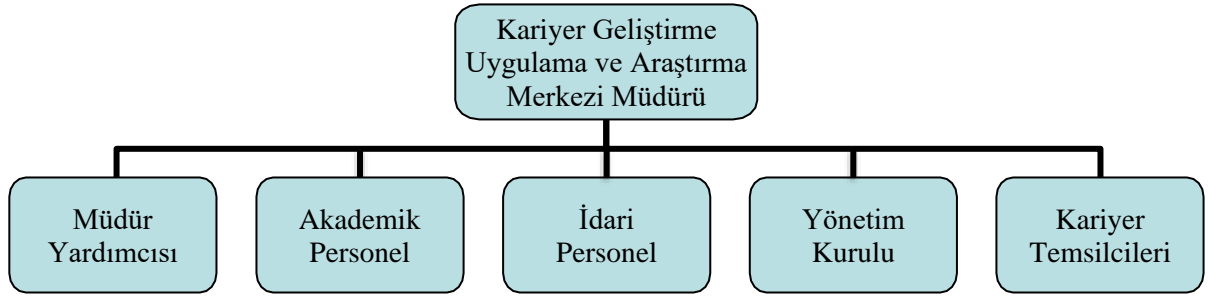 Kariyer Geliştirme
Uygulama ve Araştırma
Merkezi Müdürü
Müdür
Yardımcısı
Akademik
Personel
İdari
Personel
Yönetim
Kurulu
Kariyer
Temsilcileri